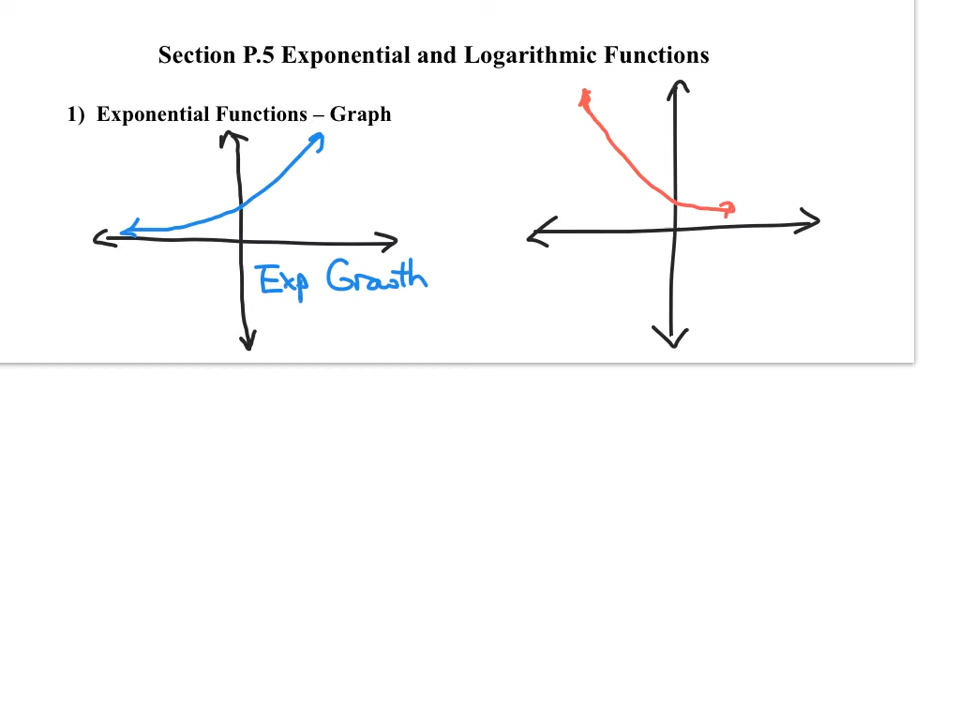 Section P.5 Exponential and Logarithmic Functions
1) Exponential Functions – Graph
Exp Growth